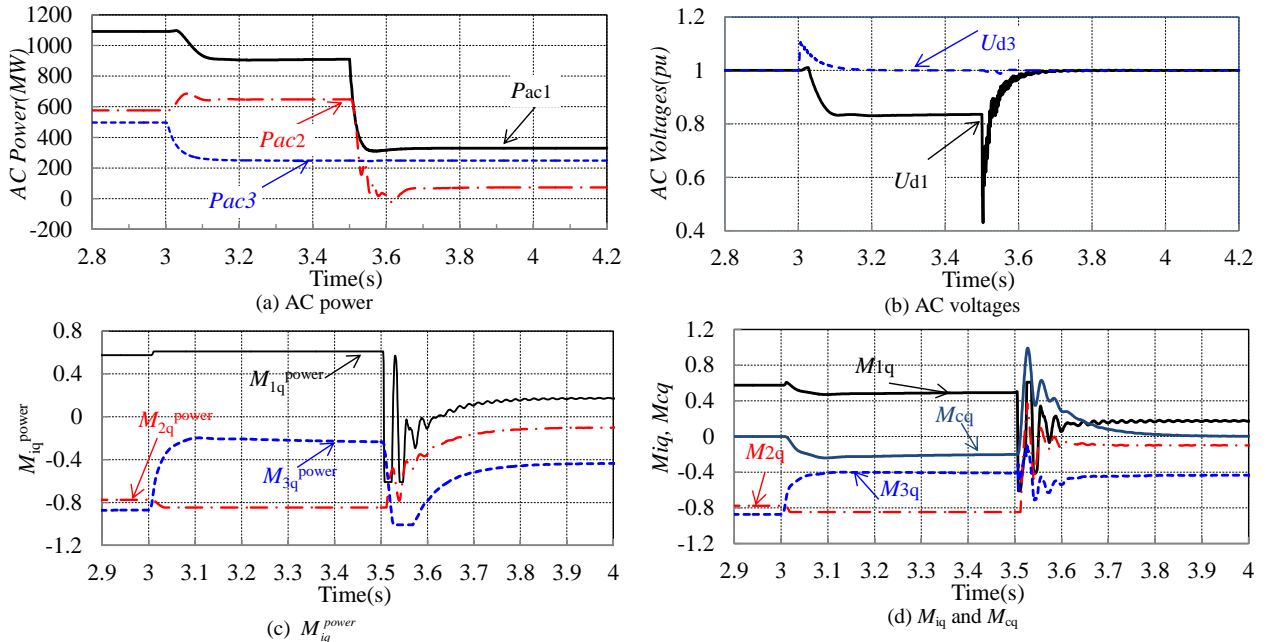 AC Power(MW)
1200
1000
800
600
400
200
0
-200
Pac1
Pac2
Pac3
2.8 3 3.2 3.4 3.6 3.8 4 4.2
Time(s)
(a) AC power
AC Voltages(pu)
1.2
1
0.8
0.6
0.4
Ud3
Ud1
2.8 3 3.2 3.4 3.6 3.8 4 4.2
Time(s)
(b) AC voltages
M_iq^power
0.8
0.4
0
-0.4
-0.8
-1.2
M_1q^power
M_2q^power
M_3q^power
2.9 3 3.1 3.2 3.3 3.4 3.5 3.6 3.7 3.8 3.9 4
Time(s)
(c) M_iq^power
Miq, Mcq
1.2
0.8
0.4
0
-0.4
-0.8
-1.2
M1q
Mcq
M2q
M3q
2.9 3 3.1 3.2 3.3 3.4 3.5 3.6 3.7 3.8 3.9 4
Time(s)
(d) M_iq and M_cq